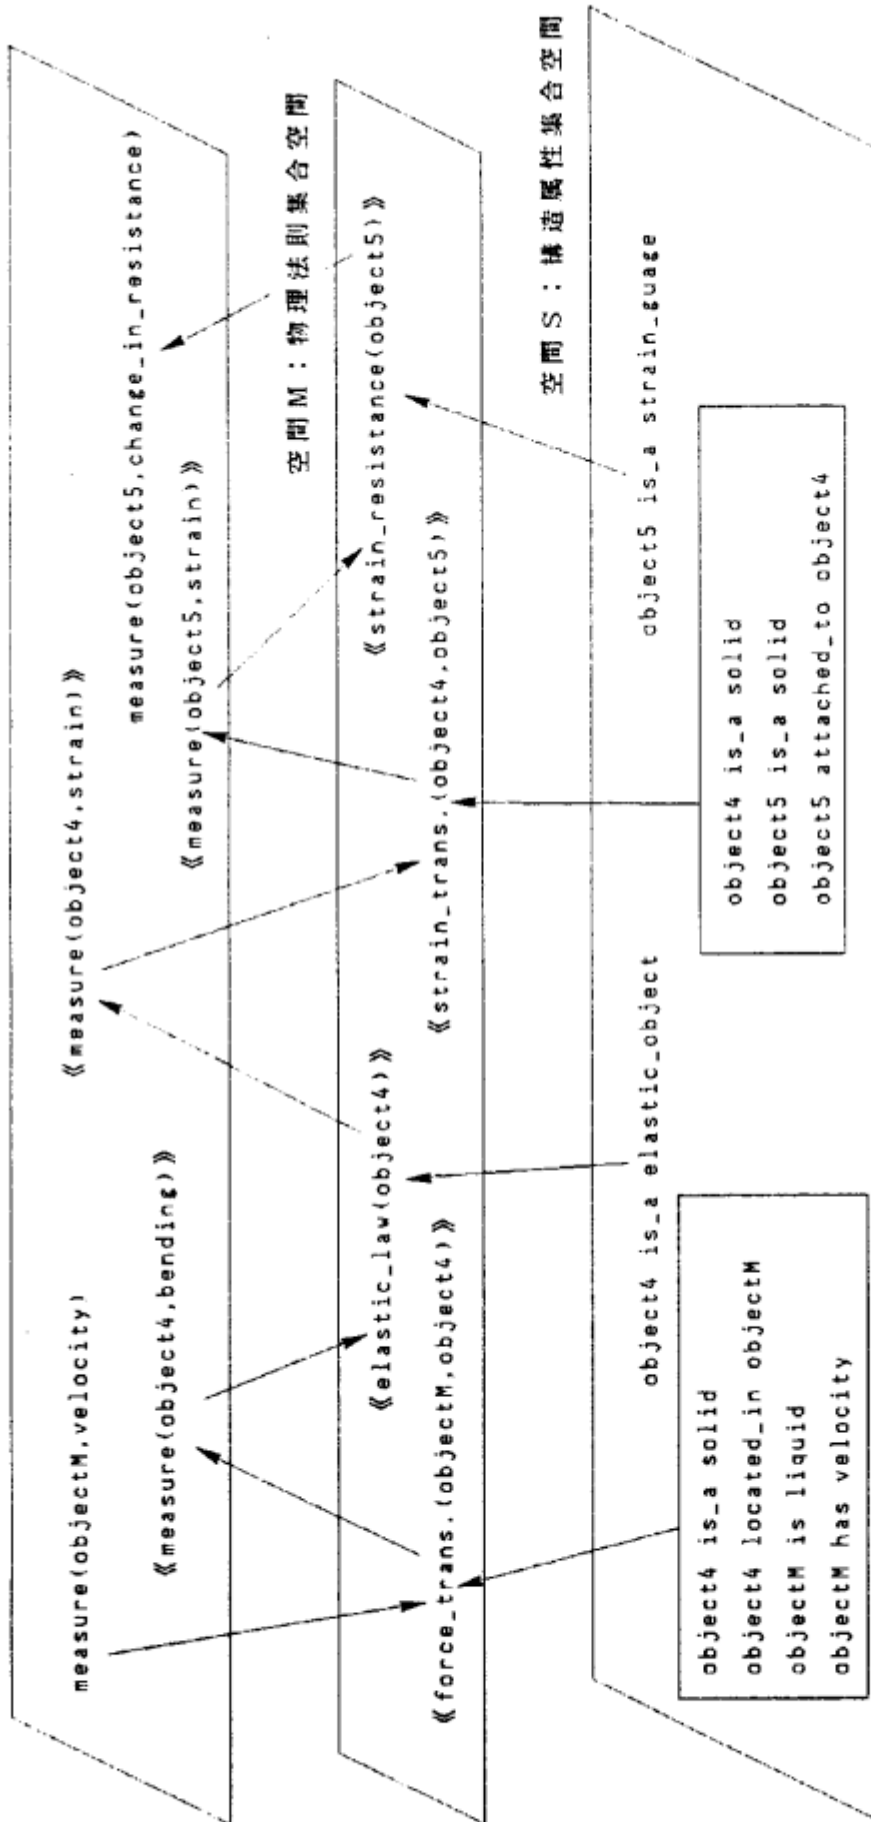 measure(objectM,velocity)
《measure(object4,bending)》
《measure(object4,strain)》
《measure(object5,strain)》
measure(object5,change_in_resistance)
空間M:物理法則集合空間
《force_trans.(objectM,object4)》
《elastic_law(object4)》
《strain_trans.(object4,object5)》
《strain_resistance(object5)》
空間S:構造属性集合空間
object4 is_a elastic_object
object5 is_a strain_guage
object4 is_a solid
object4 located_in objectM
objectM is liquid
objectM has velocity
object4 is_a solid
object5 is_a solid
object5 attached_to object4